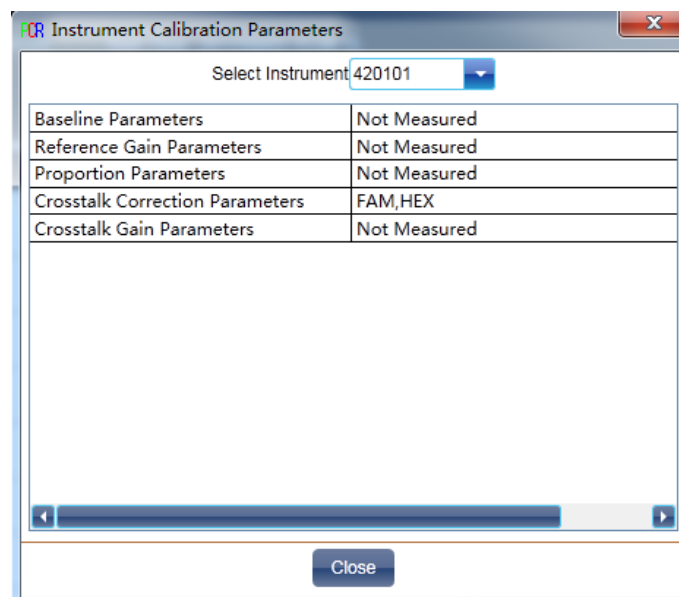 PCR Instrument Calibration Parameters
Select Instrument 420101
Baseline Parameters Not Measured
Reference Gain Parameters Not Measured
Proportion Parameters Not Measured
Crosstalk Correction Parameters FAM,HEX
Crosstalk Gain Parameters Not Measured
Close